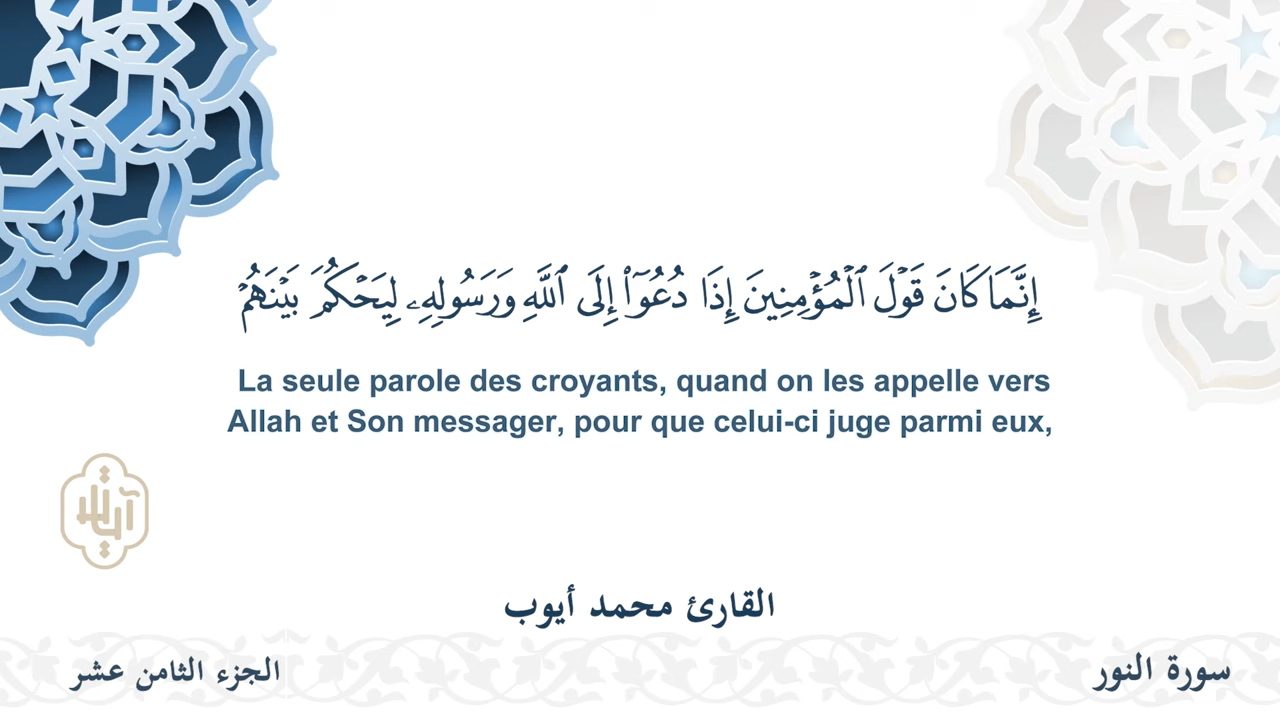 إِنَّمَا كَانَ قَوْلَ ٱلْمُؤْمِنِينَ إِذَا دُعُوٓا۟ إِلَى ٱللَّهِ وَرَسُولِهِۦ لِيَحْكُمَ بَيْنَهُمْ
La seule parole des croyants, quand on les appelle vers
Allah et Son messager, pour que celui-ci juge parmi eux,
القارئ محمد أيوب
سورة النور
الجزء الثامن عشر